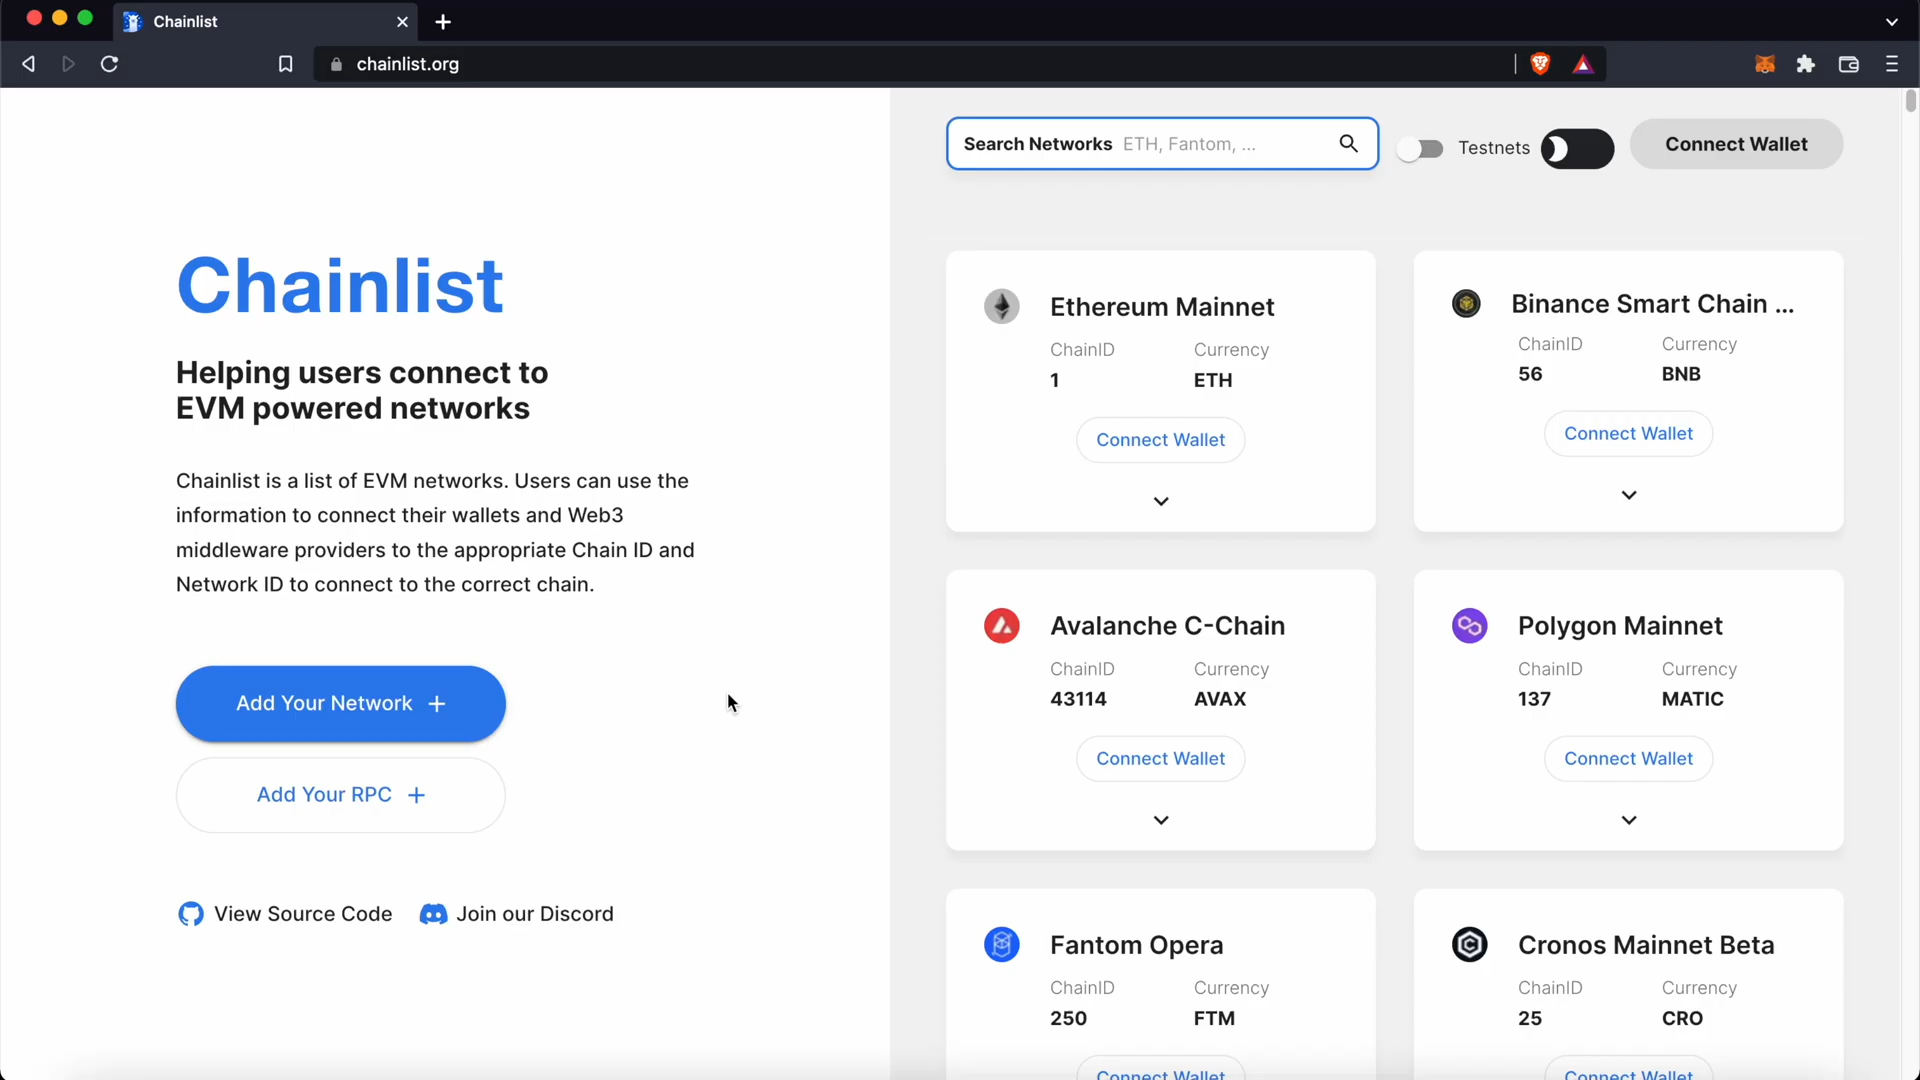 Chainlist
chainlist.org
Search Networks ETH, Fantom, ...
Testnets
Connect Wallet
Chainlist
Helping users connect to
EVM powered networks
Chainlist is a list of EVM networks. Users can use the
information to connect their wallets and Web3
middleware providers to the appropriate Chain ID and
Network ID to connect to the correct chain.
Add Your Network +
Add Your RPC +
View Source Code
Join our Discord
Ethereum Mainnet
ChainID Currency
1 ETH
Connect Wallet
Binance Smart Chain ...
ChainID Currency
56 BNB
Connect Wallet
Avalanche C-Chain
ChainID Currency
43114 AVAX
Connect Wallet
Polygon Mainnet
ChainID Currency
137 MATIC
Connect Wallet
Fantom Opera
ChainID Currency
250 FTM
Connect Wallet
Cronos Mainnet Beta
ChainID Currency
25 CRO
Connect Wallet